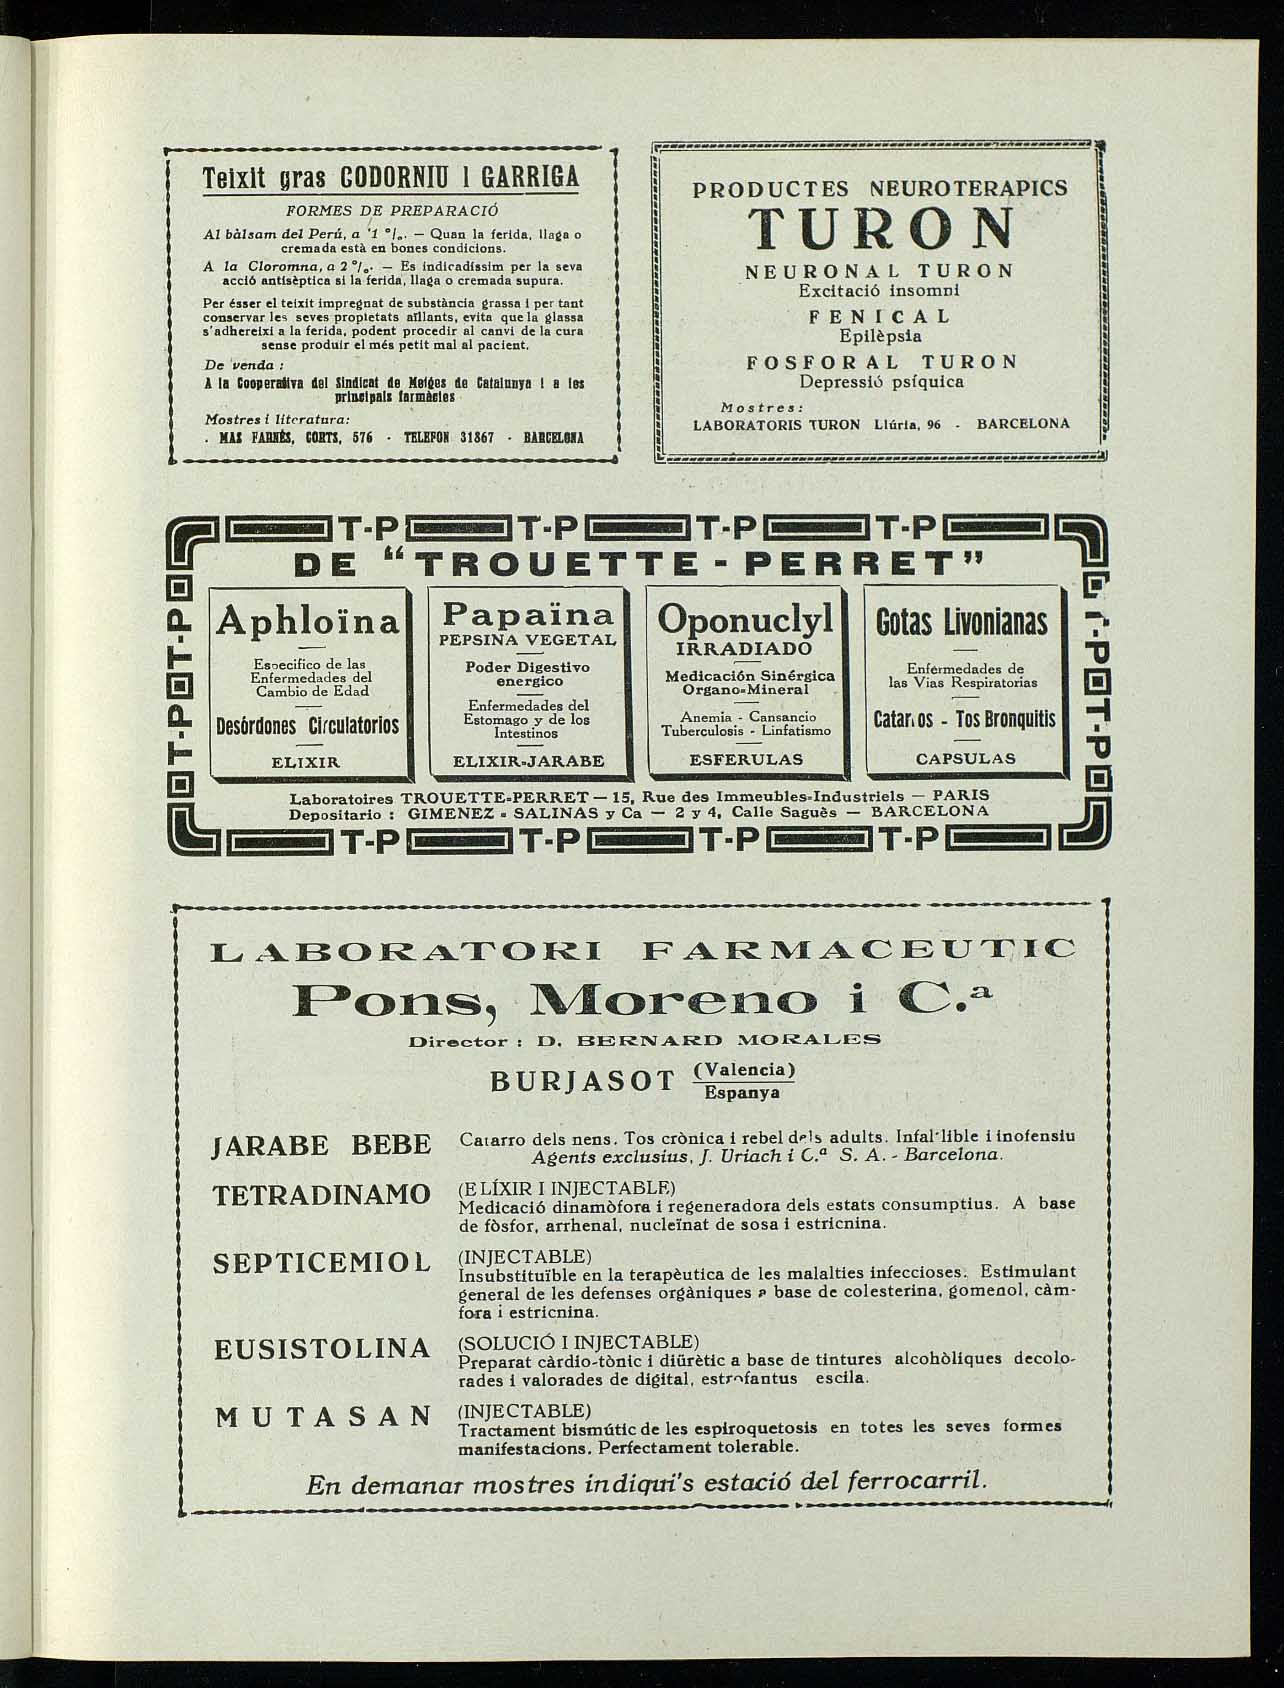 Teixit gras CODORNIU I GARRIGA
FORMES DE PREPARACIÓ
Al bàlsam del Perú, a 1 °/o. — Quan la ferida, llaga o
cremada està en bones condicions.
A la Cloromna, a 2 °/o. — Es indicadíssim per la seva
acció antisèptica si la ferida, llaga o cremada supura.
Per ésser el teixit impregnat de substància grassa i per tant
conservar les seves propietats aïllants, evita que la glassa
s'adhereixi a la ferida, podent procedir al canvi de la cura
sense produir el més petit mal al pacient.
De venda :
A la Cooperativa del Sindicat de Metges de Catalunya i a les
principals farmàcies
Mostres i literatura:
MAS FARNÉS, CORTS, 576 - TELEFON 31867 - BARCELONA
PRODUCTES NEUROTERAPICS
TURON
NEURONAL TURON
Excitació insomni
FENICAL
Epilèpsia
FOSFORAL TURON
Depressió psíquica
Mostres:
LABORATORIS TURON Llúria, 96 - BARCELONA
T-P T-P T-P T-P
DE “TROUETTE-PERRET”
Aphloïna
Especifico de las
Enfermedades del
Cambio de Edad
Desórdones Circulatorios
ELIXIR
Papaïna
PEPSINA VEGETAL
Poder Digestivo
energico
Enfermedades del
Estomago y de los
Intestinos
ELIXIR-JARABE
Oponuclyl
IRRADIADO
Medicación Sinérgica
Organo-Mineral
Anemia - Cansancio
Tuberculosis - Linfatismo
ESFERULAS
Gotas Livonianas
Enfermedades de
las Vias Respiratorias
Catarros - Tos Bronquitis
CAPSULAS
T-P T-P
T-P T-P
Laboratoires TROUETTE-PERRET — 15, Rue des Immeubles-Industriels — PARIS
Depositario : GIMENEZ - SALINAS y Ca — 2 y 4, Calle Saguès — BARCELONA
T-P T-P T-P T-P
LABORATORI FARMACEUTIC
Pons, Moreno i C.ª
Director : D. BERNARD MORALES
BURJASOT (Valencia)
Espanya
JARABE BEBE Catarro dels nens. Tos crònica i rebel dels adults. Infal·lible i inofensiu
Agents exclusius, J. Uriach i C.ª S. A. - Barcelona.
TETRADINAMO (ELÍXIR I INJECTABLE)
Medicació dinamòfora i regeneradora dels estats consumptius. A base
de fòsfor, arrhenal, nucleïnat de sosa i estricnina.
SEPTICEMIOL (INJECTABLE)
Insubstituïble en la terapèutica de les malalties infeccioses. Estimulant
general de les defenses orgàniques a base de colesterina, gomenol, càm-
fora i estricnina.
EUSISTOLINA (SOLUCIÓ I INJECTABLE)
Preparat càrdio-tònic i diürètic a base de tintures alcohòliques decolo-
rades i valorades de digital, estrofantus escila.
MUTASAN (INJECTABLE)
Tractament bismútic de les espiroquetosis en totes les seves formes
manifestacions. Perfectament tolerable.
En demanar mostres indiqui's estació del ferrocarril.